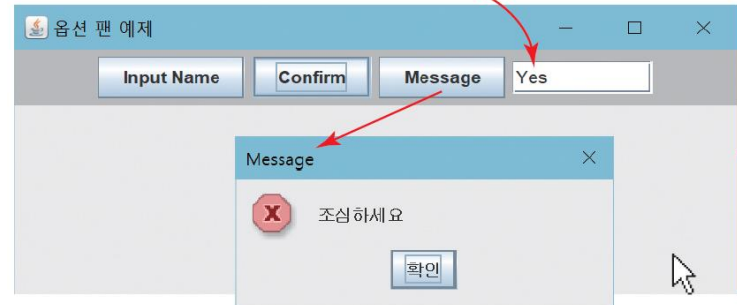 옵션 팬 예제
Input Name Confirm Message Yes
Message
조심하세요
확인